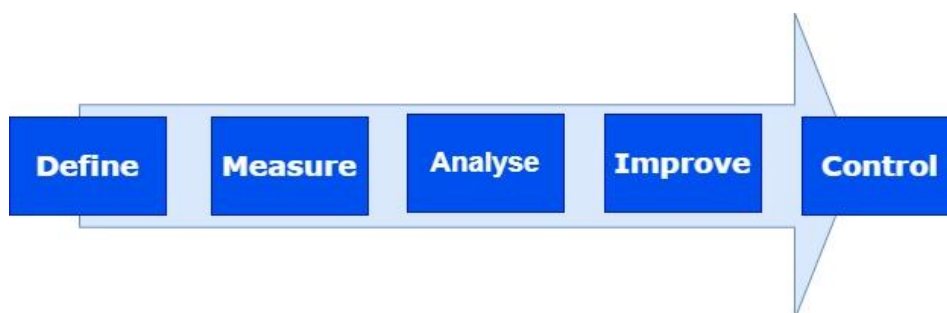 Define
Measure
Analyse
Improve
Control